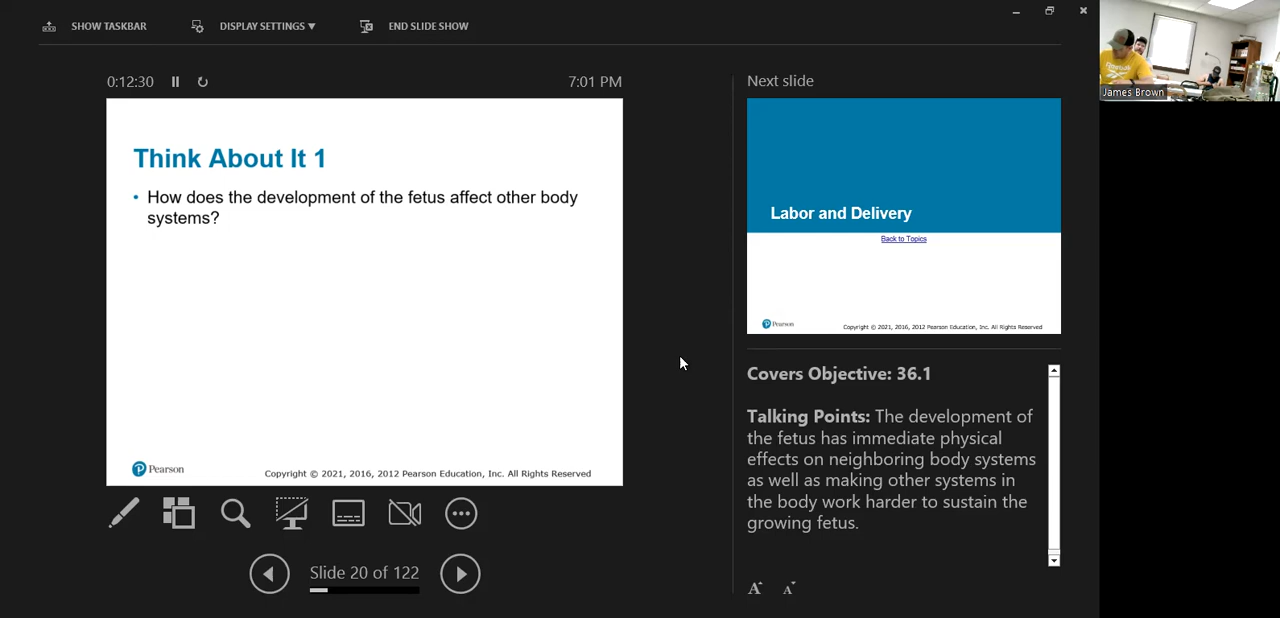 SHOW TASKBAR
DISPLAY SETTINGS ▼
END SLIDE SHOW
0:12:30
7:01 PM
Think About It 1
• How does the development of the fetus affect other body
systems?
Pearson
Copyright © 2021, 2016, 2012 Pearson Education, Inc. All Rights Reserved
Slide 20 of 122
Next slide
Labor and Delivery
Back to Topics
Pearson
Copyright © 2021, 2016, 2012 Pearson Education, Inc. All Rights Reserved
Covers Objective: 36.1
Talking Points: The development of
the fetus has immediate physical
effects on neighboring body systems
as well as making other systems in
the body work harder to sustain the
growing fetus.
A A
James Brown